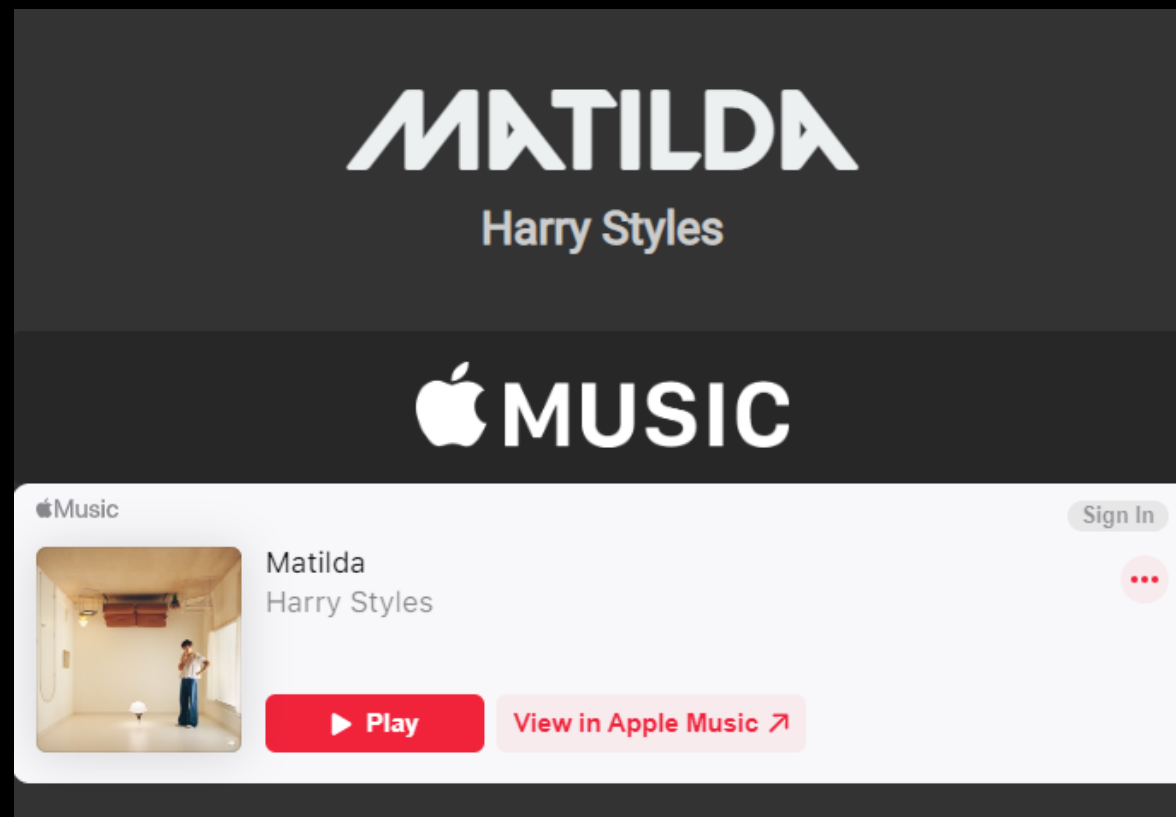 MATILDA
Harry Styles
MUSIC
Music
Sign In
Matilda
Harry Styles
Play
View in Apple Music